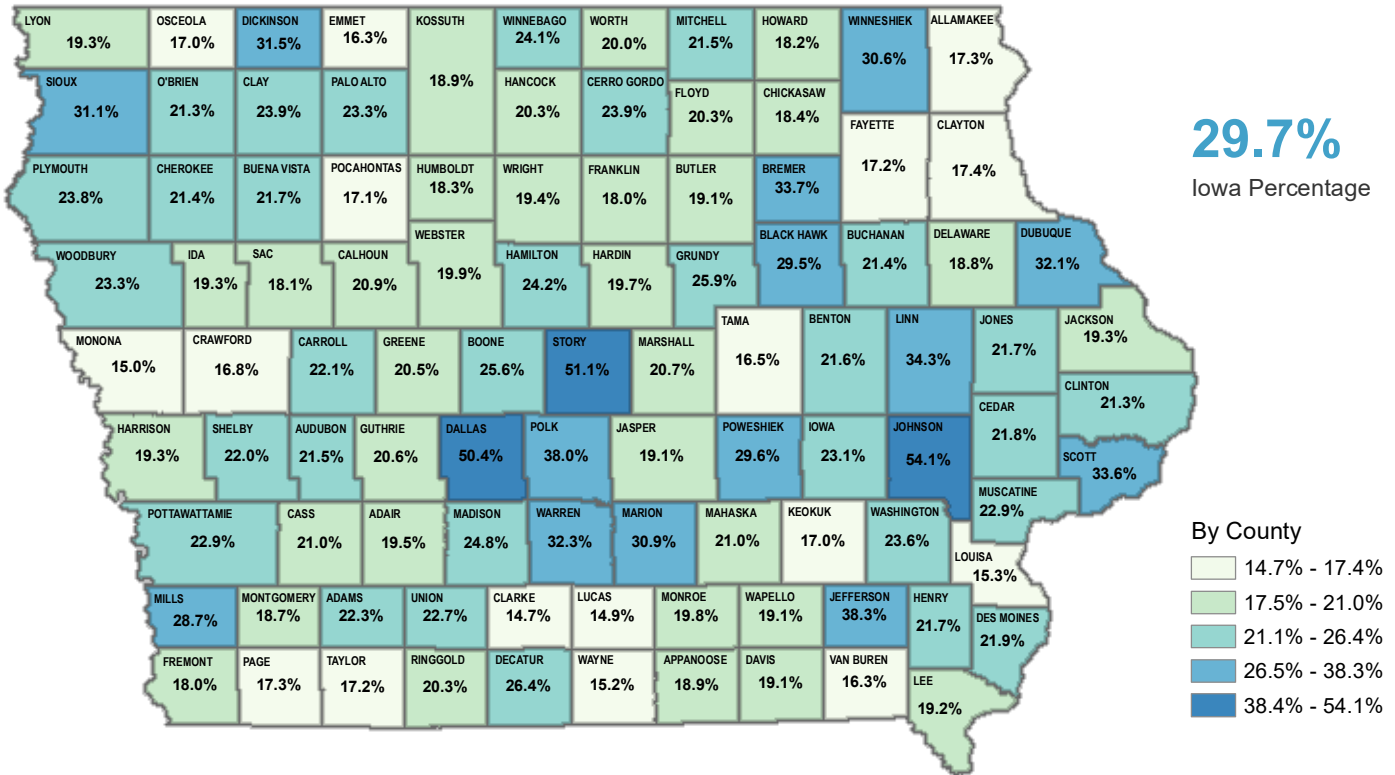 LYON
19.3%
OSCEOLA
17.0%
DICKINSON
31.5%
EMMET
16.3%
KOSSUTH
18.9%
WINNEBAGO
24.1%
WORTH
20.0%
MITCHELL
21.5%
HOWARD
18.2%
WINNESHIEK
30.6%
ALLAMAKEE
17.3%
SIOUX
31.1%
O'BRIEN
21.3%
CLAY
23.9%
PALO ALTO
23.3%
HANCOCK
20.3%
CERRO GORDO
23.9%
FLOYD
20.3%
CHICKASAW
18.4%
FAYETTE
17.2%
CLAYTON
17.4%
29.7%
Iowa Percentage
PLYMOUTH
23.8%
CHEROKEE
21.4%
BUENA VISTA
21.7%
POCAHONTAS
17.1%
HUMBOLDT
18.3%
WRIGHT
19.4%
FRANKLIN
18.0%
BUTLER
19.1%
BREMER
33.7%
WOODBURY
23.3%
IDA
19.3%
SAC
18.1%
CALHOUN
20.9%
WEBSTER
19.9%
HAMILTON
24.2%
HARDIN
19.7%
GRUNDY
25.9%
BLACK HAWK
29.5%
BUCHANAN
21.4%
DELAWARE
18.8%
DUBUQUE
32.1%
MONONA
15.0%
CRAWFORD
16.8%
CARROLL
22.1%
GREENE
20.5%
BOONE
25.6%
STORY
51.1%
MARSHALL
20.7%
TAMA
16.5%
BENTON
21.6%
LINN
34.3%
JONES
21.7%
JACKSON
19.3%
CLINTON
21.3%
HARRISON
19.3%
SHELBY
22.0%
AUDUBON
21.5%
GUTHRIE
20.6%
DALLAS
50.4%
POLK
38.0%
JASPER
19.1%
POWESHIEK
29.6%
IOWA
23.1%
JOHNSON
54.1%
CEDAR
21.8%
SCOTT
33.6%
MUSCATINE
22.9%
POTTAWATTAMIE
22.9%
CASS
21.0%
ADAIR
19.5%
MADISON
24.8%
WARREN
32.3%
MARION
30.9%
MAHASKA
21.0%
KEOKUK
17.0%
WASHINGTON
23.6%
LOUISA
15.3%
MILLS
28.7%
MONTGOMERY
18.7%
ADAMS
22.3%
UNION
22.7%
CLARKE
14.7%
LUCAS
14.9%
MONROE
19.8%
WAPELLO
19.1%
JEFFERSON
38.3%
HENRY
21.7%
DES MOINES
21.9%
FREMONT
18.0%
PAGE
17.3%
TAYLOR
17.2%
RINGGOLD
20.3%
DECATUR
26.4%
WAYNE
15.2%
APPANOOSE
18.9%
DAVIS
19.1%
VAN BUREN
16.3%
LEE
19.2%
By County
14.7% - 17.4%
17.5% - 21.0%
21.1% - 26.4%
26.5% - 38.3%
38.4% - 54.1%